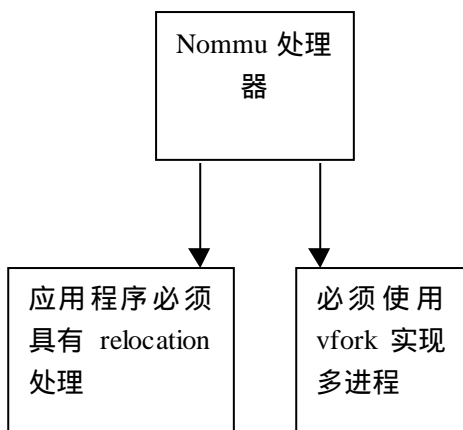 Nommu 处理
器
应用程序必须
具有 relocation
处理
必须使用
vfork 实现
多进程